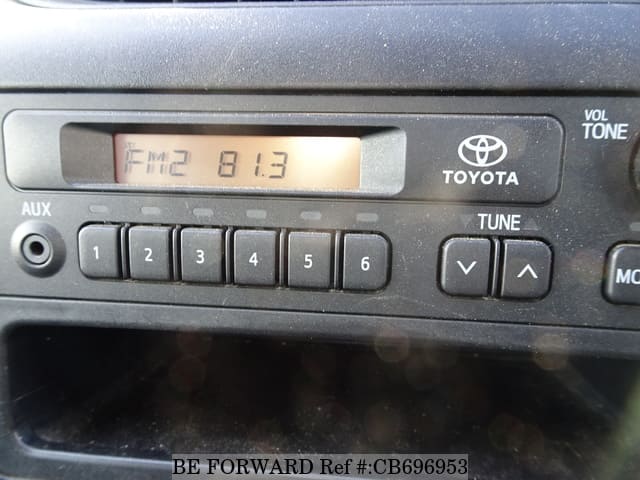 VOL
TONE
FM2 81.3
TOYOTA
AUX
TUNE
1 2 3 4 5 6
BE FORWARD Ref #:CB696953